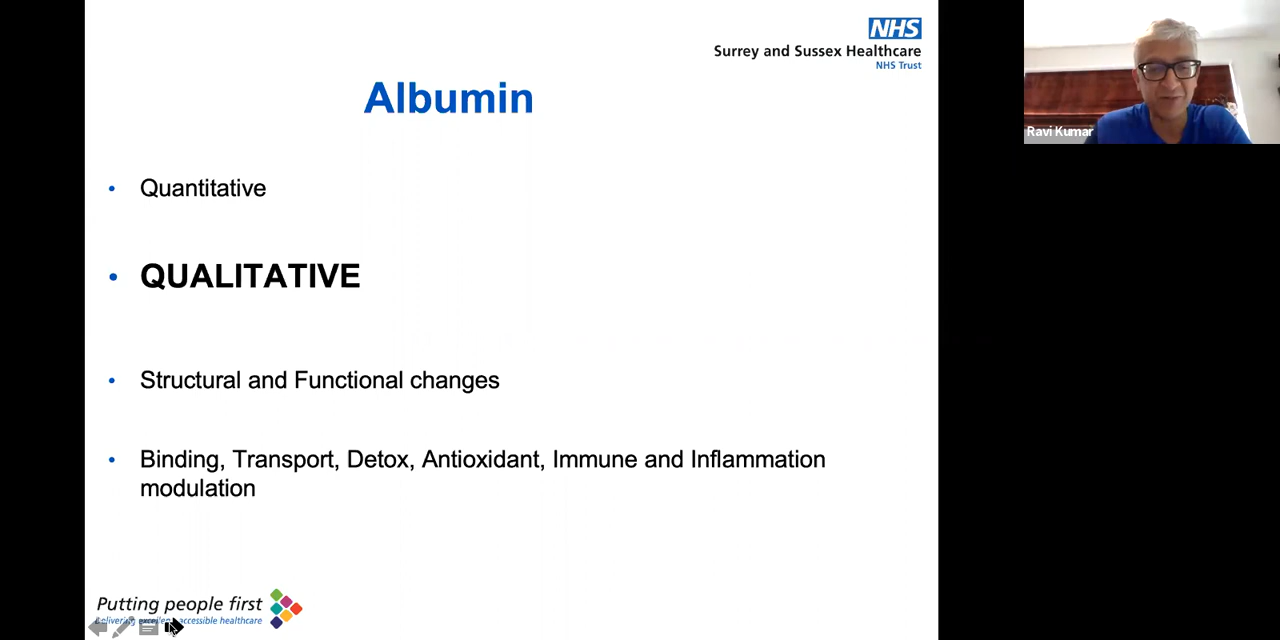 NHS
Surrey and Sussex Healthcare
NHS Trust
Ravi Kumar
Albumin
• Quantitative
• QUALITATIVE
• Structural and Functional changes
• Binding, Transport, Detox, Antioxidant, Immune and Inflammation
modulation
Putting people first
Delivering excellent, accessible healthcare